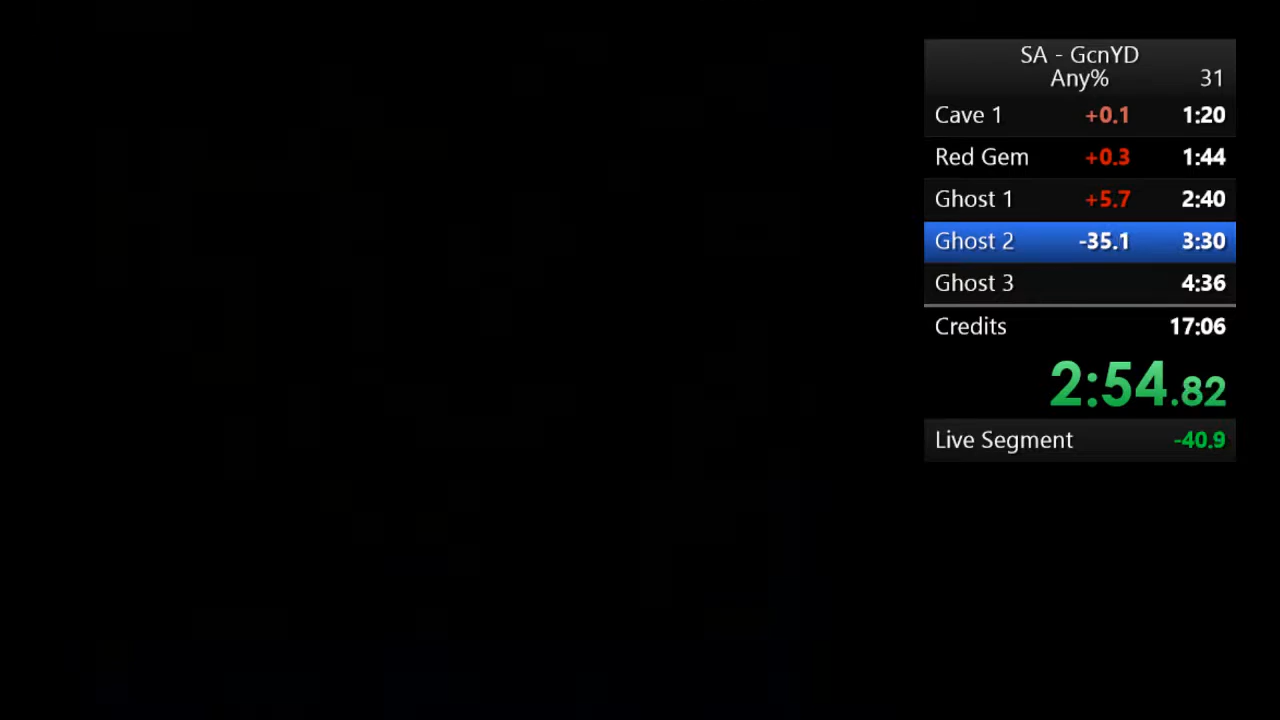 SA - GcnYD
Any% 31
Cave 1 +0.1 1:20
Red Gem +0.3 1:44
Ghost 1 +5.7 2:40
Ghost 2 -35.1 3:30
Ghost 3 4:36
Credits 17:06
2:54.82
Live Segment -40.9